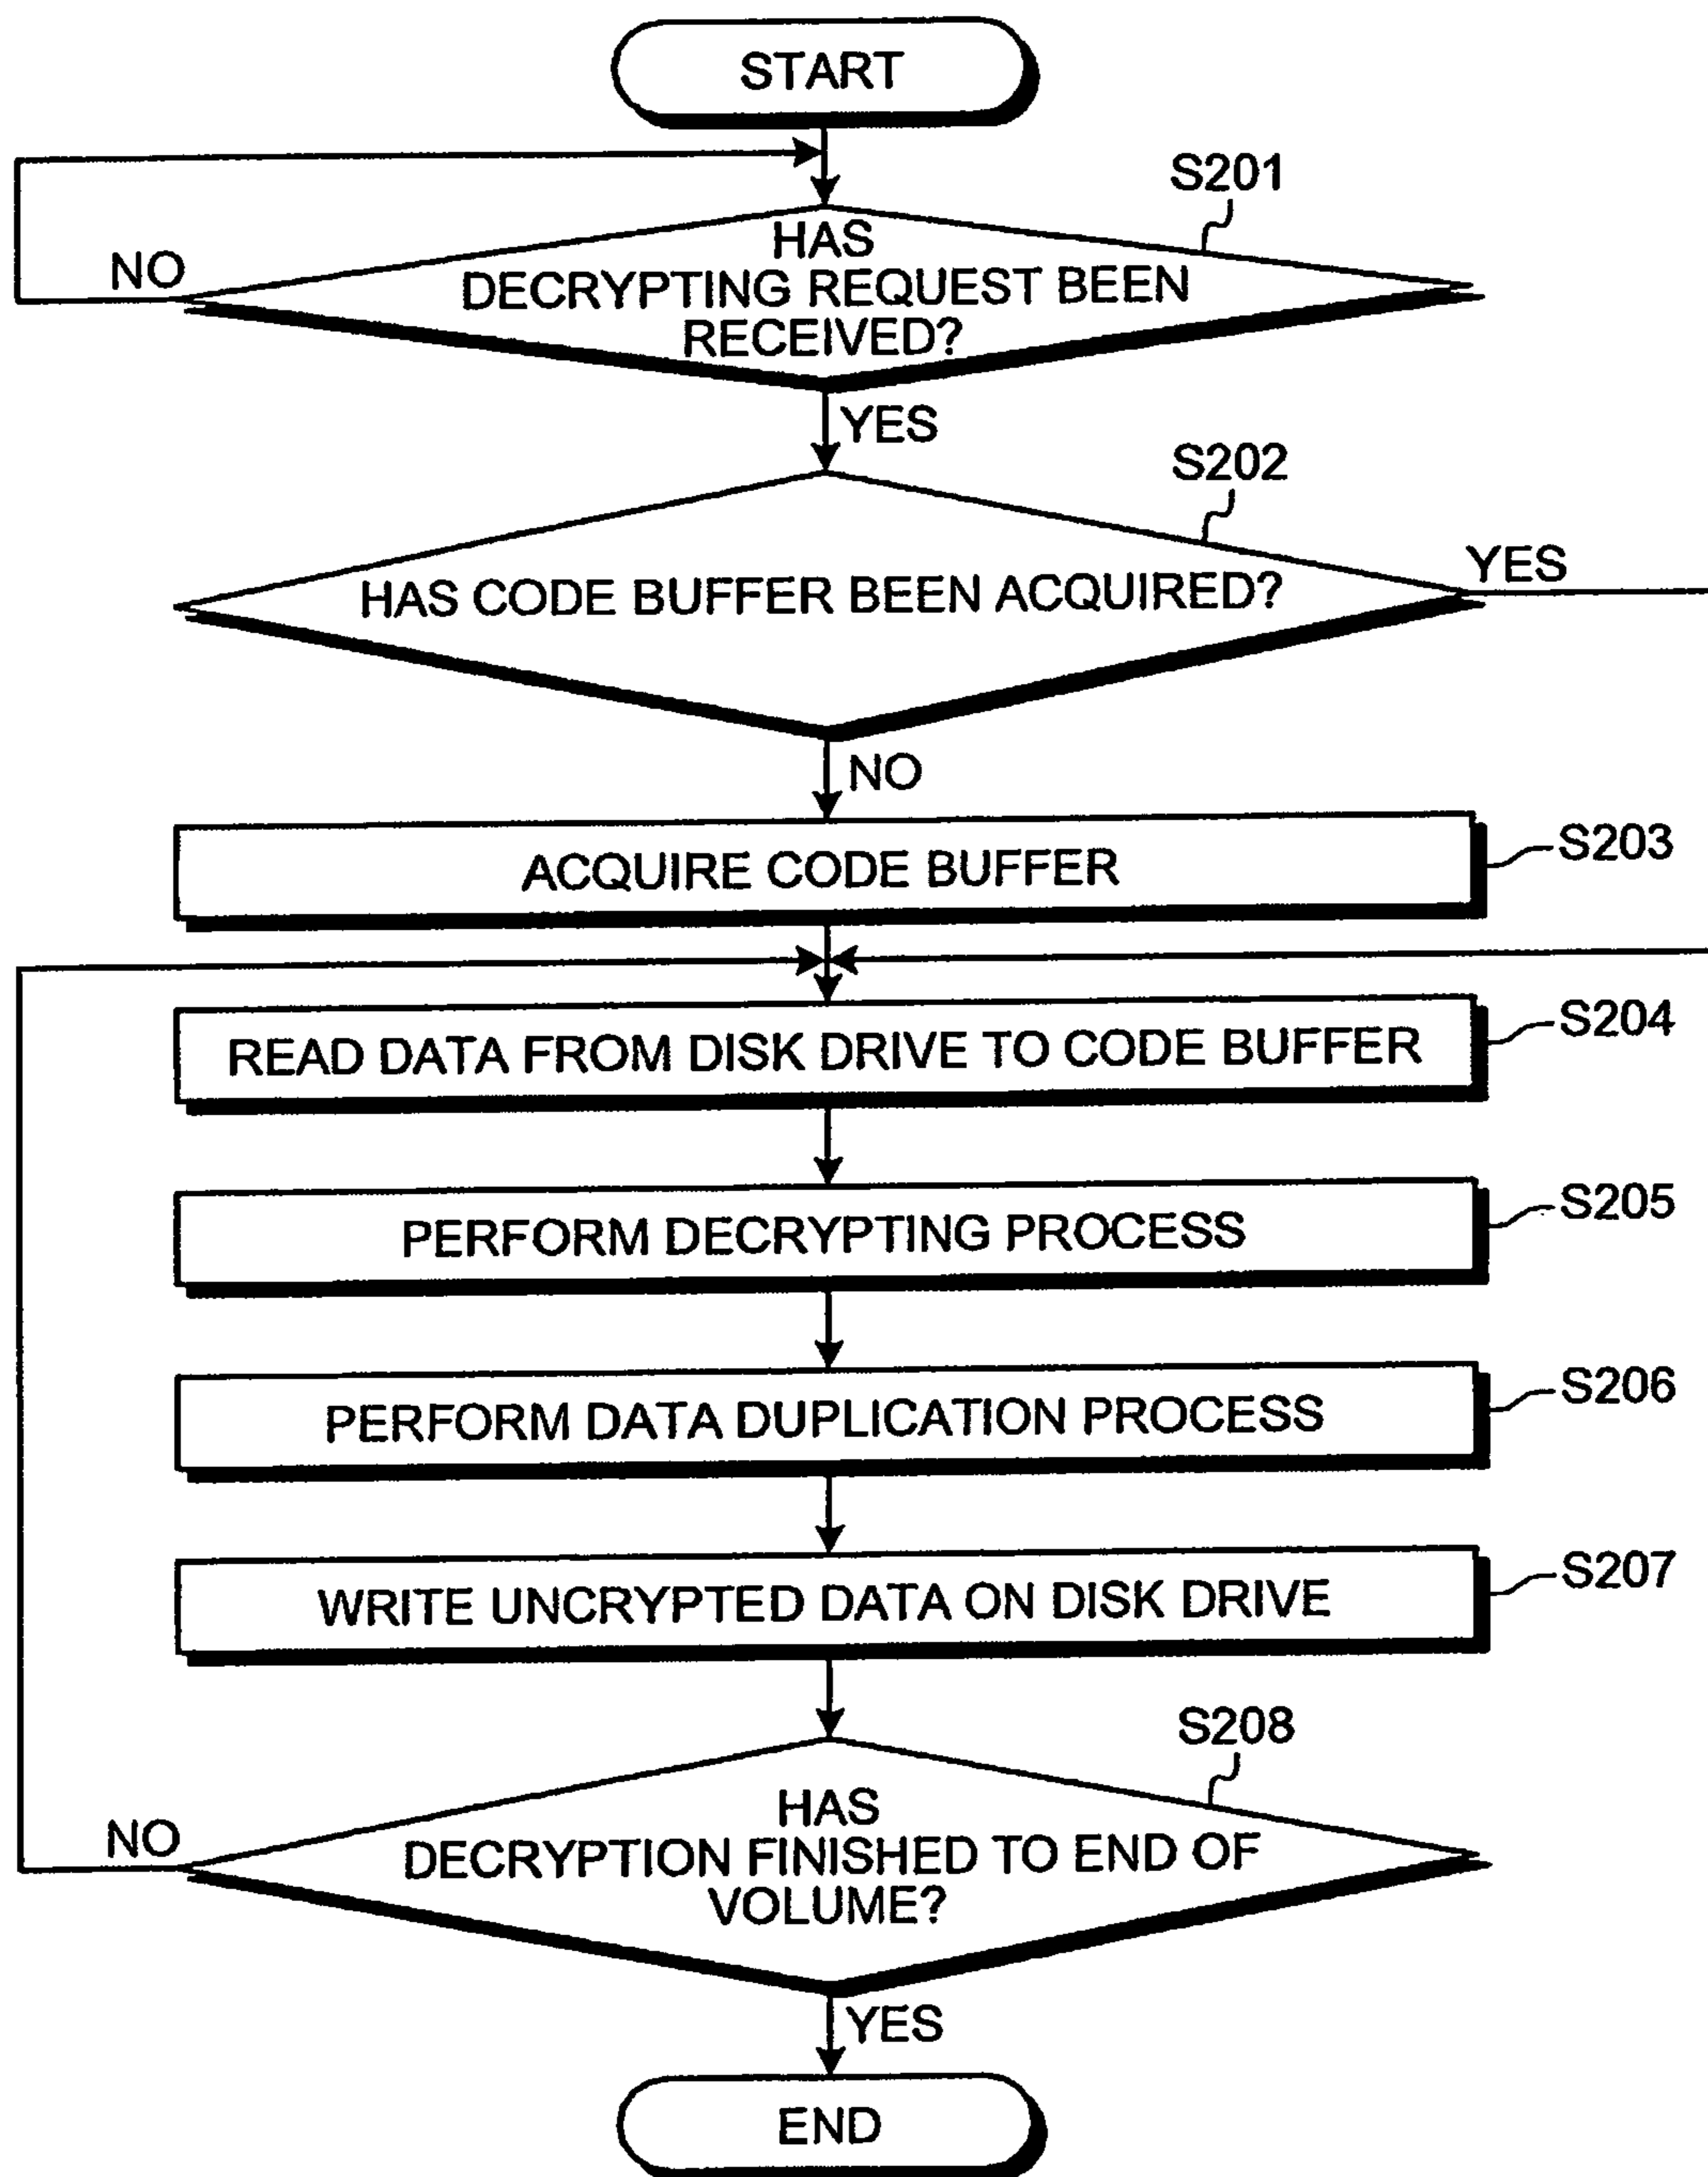 START
S201
HAS
DECRYPTING REQUEST BEEN
RECEIVED?
NO
YES
S202
HAS CODE BUFFER BEEN ACQUIRED?
YES
NO
ACQUIRE CODE BUFFER
S203
READ DATA FROM DISK DRIVE TO CODE BUFFER
S204
PERFORM DECRYPTING PROCESS
S205
PERFORM DATA DUPLICATION PROCESS
S206
WRITE UNCRYPTED DATA ON DISK DRIVE
S207
S208
HAS
DECRYPTION FINISHED TO END OF
VOLUME?
NO
YES
END